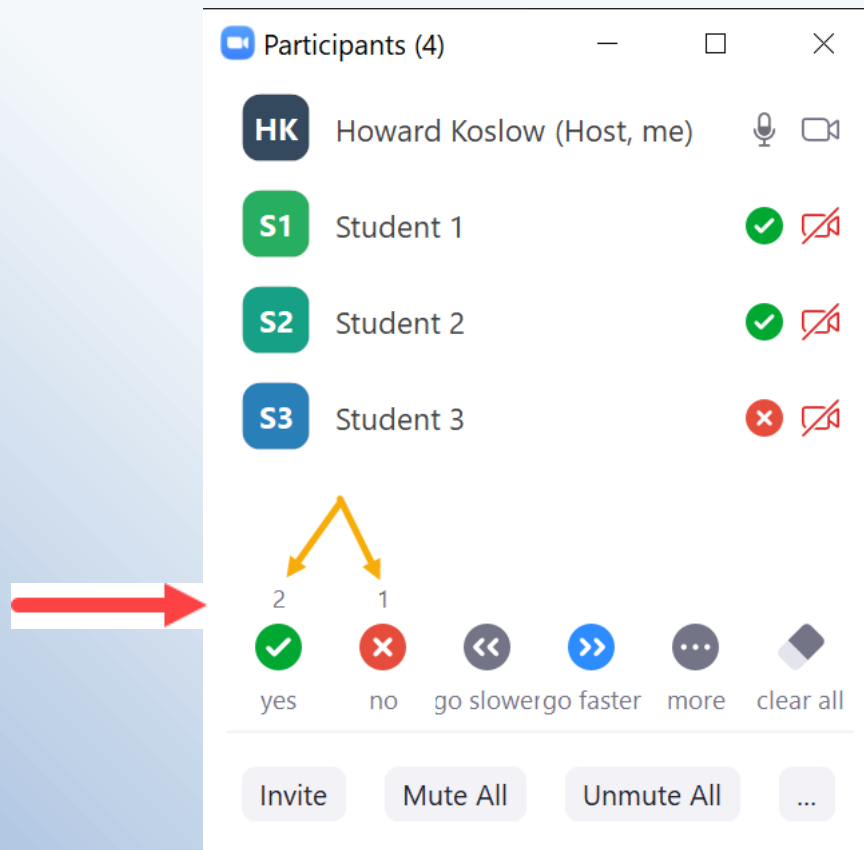 Participants (4)
HK Howard Koslow (Host, me)
S1 Student 1
S2 Student 2
S3 Student 3
2 1
yes no go slower go faster more clear all
Invite Mute All Unmute All ...